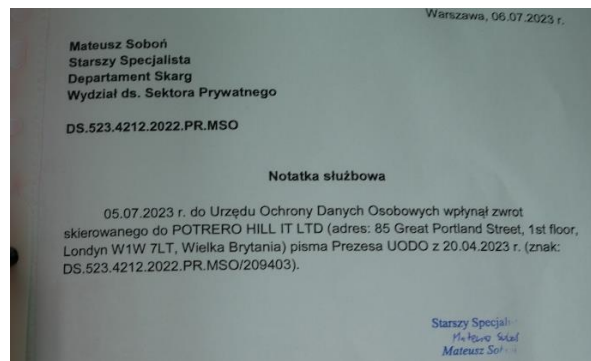 Warszawa, 06.07.2023 r.
Mateusz Soboń
Starszy Specjalista
Departament Skarg
Wydział ds. Sektora Prywatnego
DS.523.4212.2022.PR.MSO
Notatka służbowa
05.07.2023 r. do Urzędu Ochrony Danych Osobowych wpłynął zwrot
skierowanego do POTRERO HILL IT LTD (adres: 85 Great Portland Street, 1st floor,
Londyn W1W 7LT, Wielka Brytania) pisma Prezesa UODO z 20.04.2023 r. (znak:
DS.523.4212.2022.PR.MSO/209403).
Starszy
Mateusz